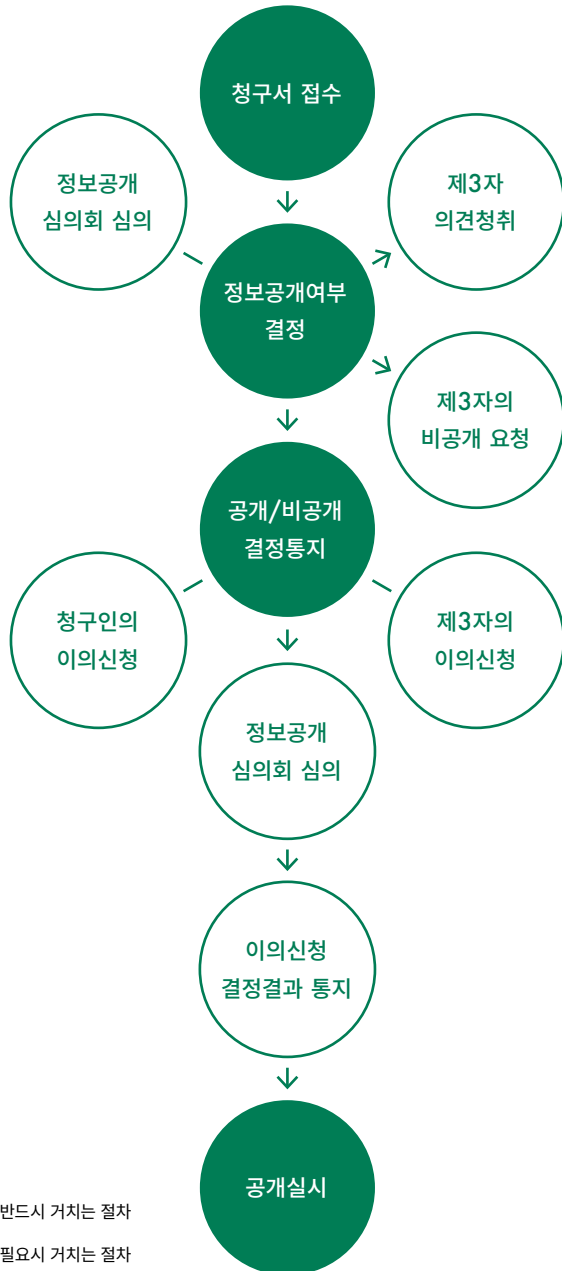 청구서 접수
정보공개
심의회 심의
제3자
의견청취
정보공개여부
결정
제3자의
비공개 요청
공개/비공개
결정통지
청구인의
이의신청
제3자의
이의신청
정보공개
심의회 심의
이의신청
결정결과 통지
공개실시
반드시 거치는 절차
필요시 거치는 절차